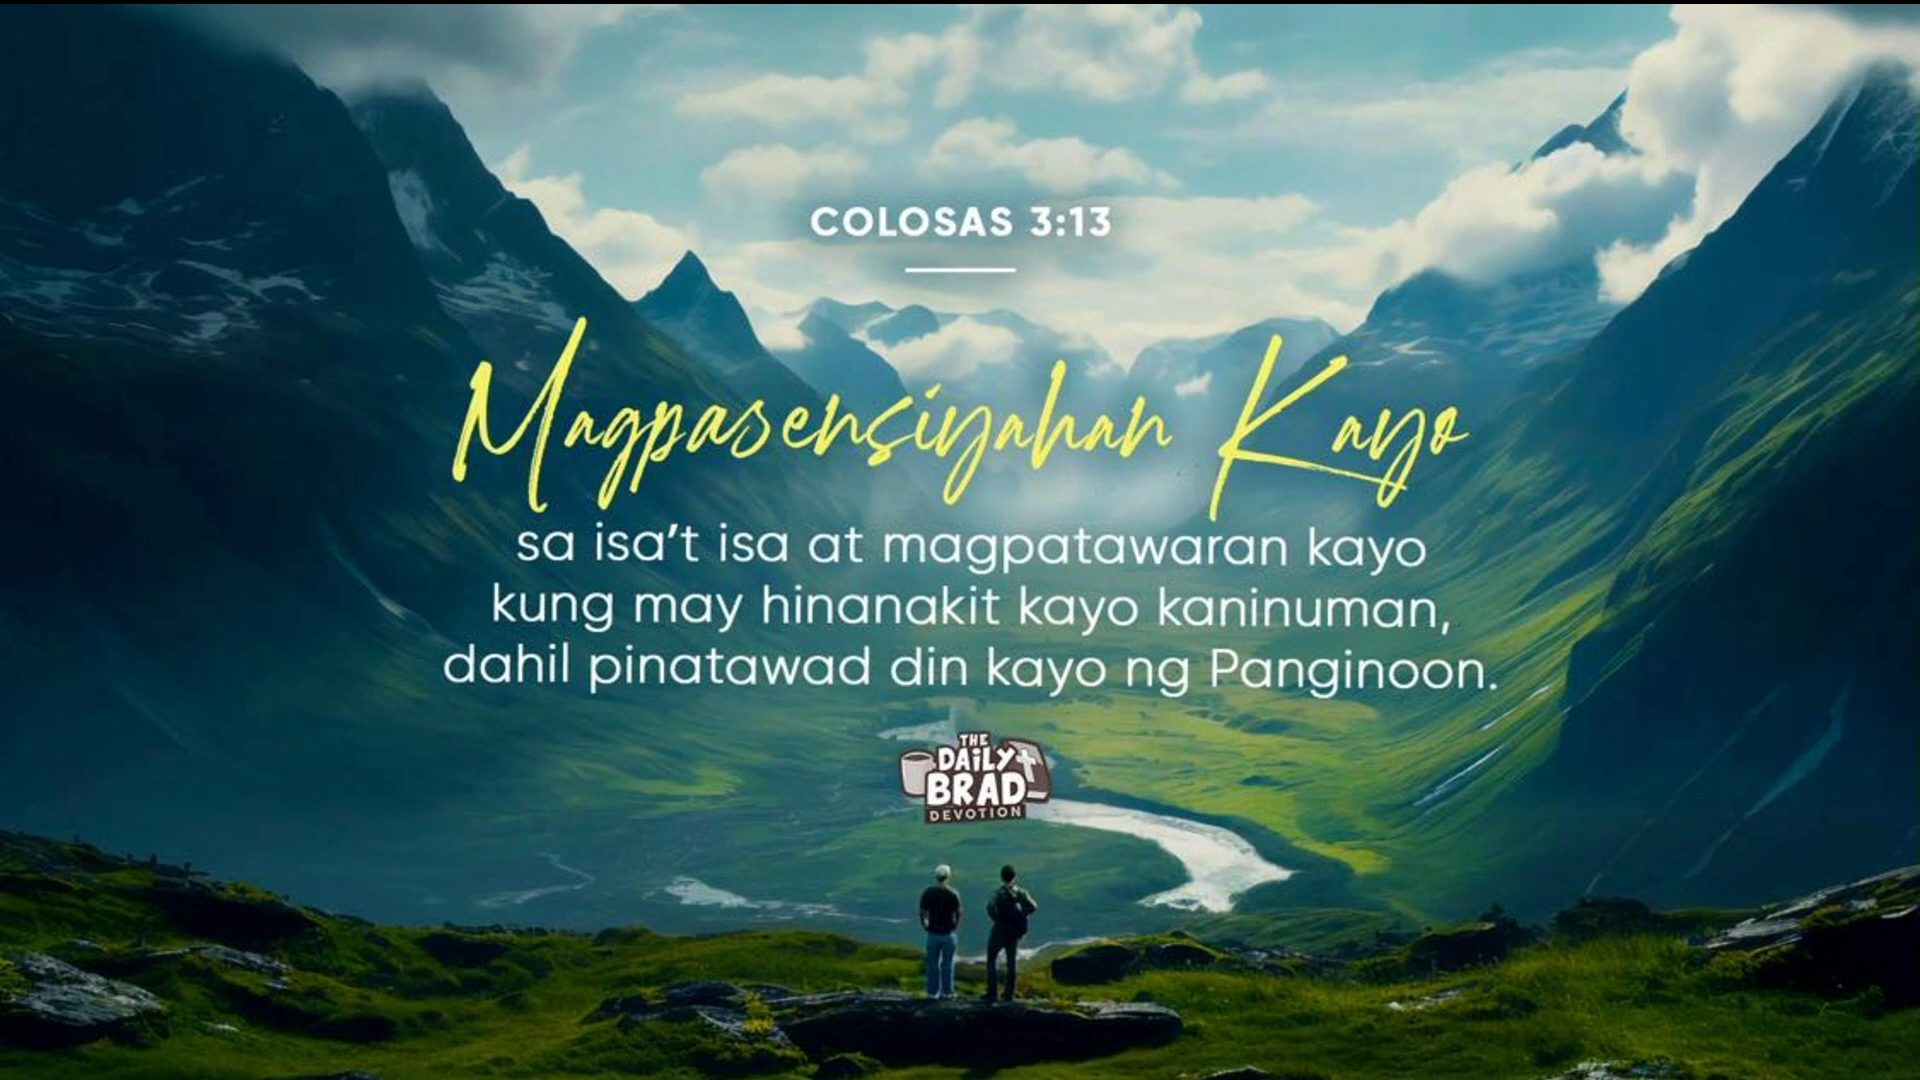 COLOSAS 3:13
Magpasensiyahan Kayo
sa isa't isa at magpatawaran kayo
kung may hinanakit kayo kaninuman,
dahil pinatawad din kayo ng Panginoon.
THE
DAiLY
BRAD
DEVOTION